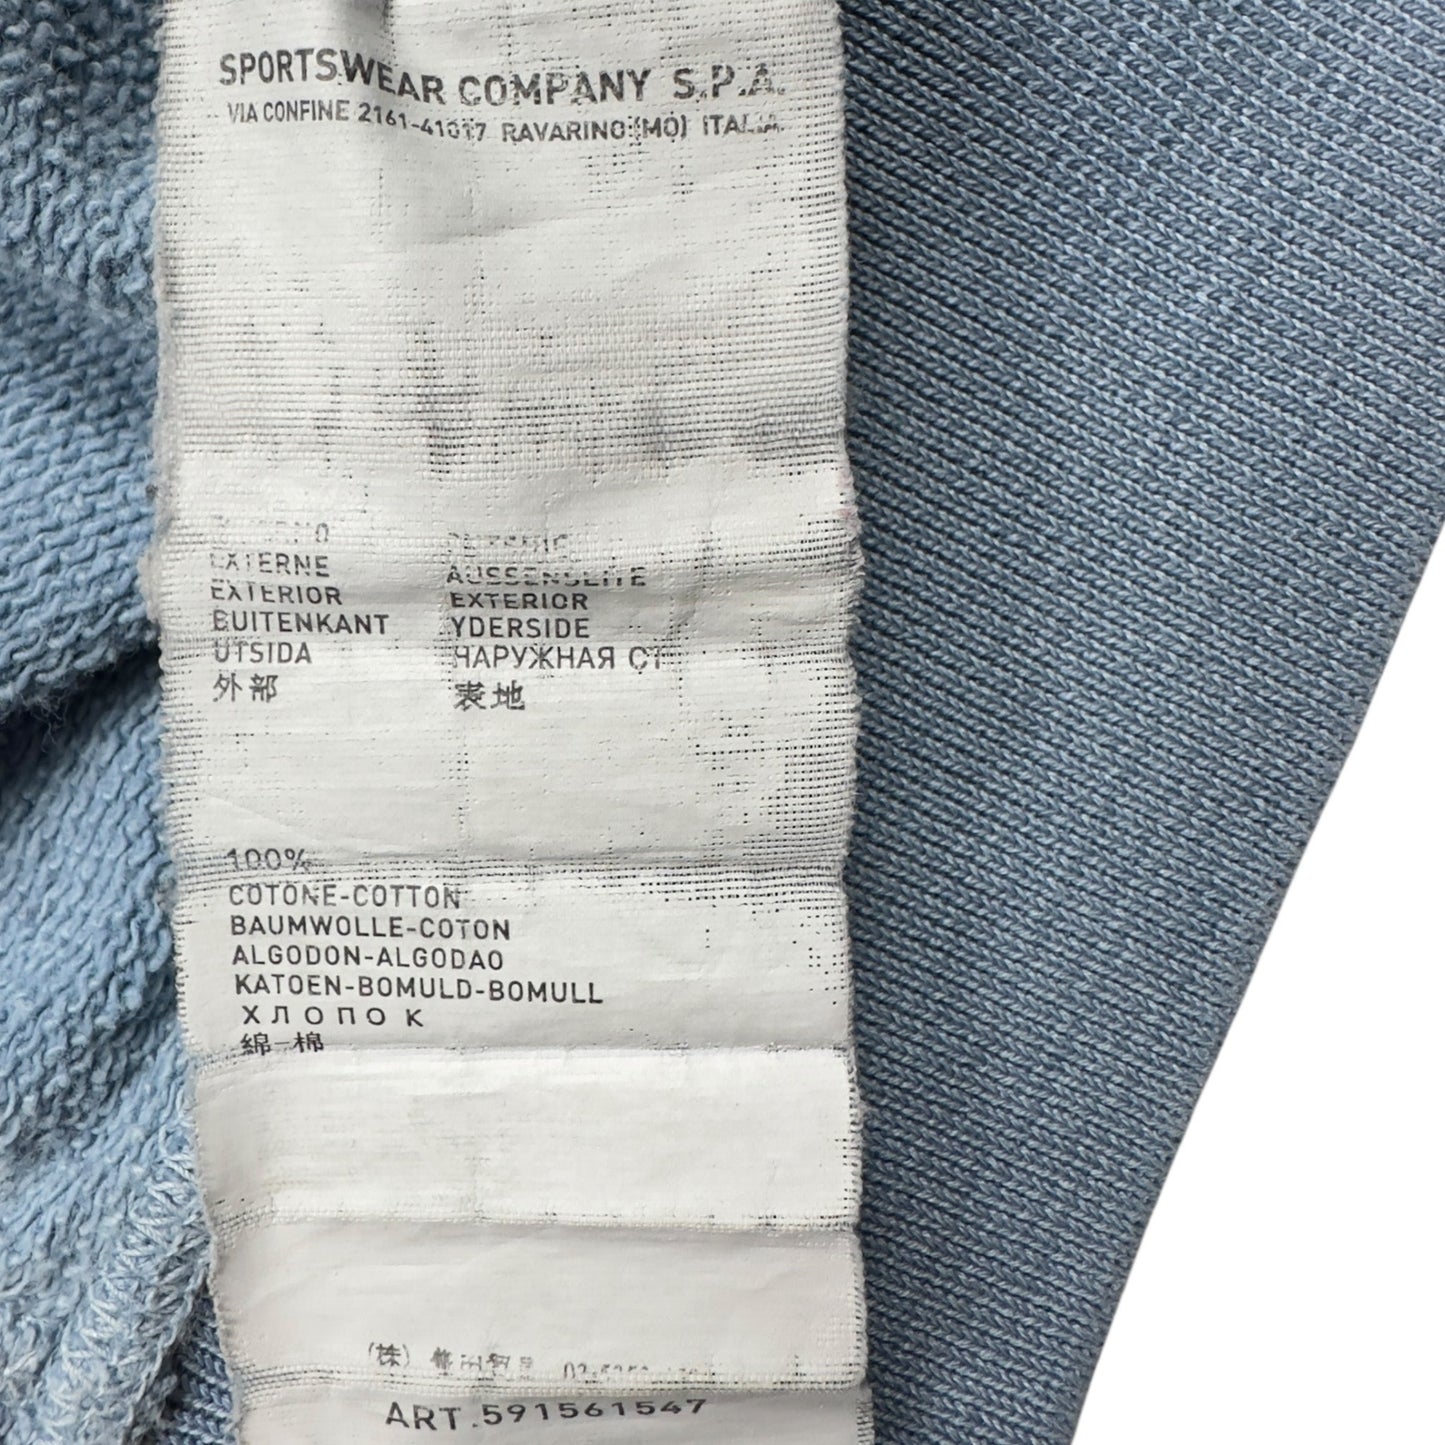 SPORTSWEAR COMPANY S.P.A.
VIA CONFINE 2161-41017 RAVARINO (MO) ITALIA
EXTERNE
AUSSENSEITE
EXTERIOR
EXTERIOR
BUITENKANT
YDERSIDE
UTSIDA
НАРУЖНАЯ СТ
外部
表地
100%
COTONE-COTTON
BAUMWOLLE-COTON
ALGODON-ALGODAO
KATOEN-BOMULD-BOMULL
ХЛОПОК
綿-棉
(株)
ART.591561547